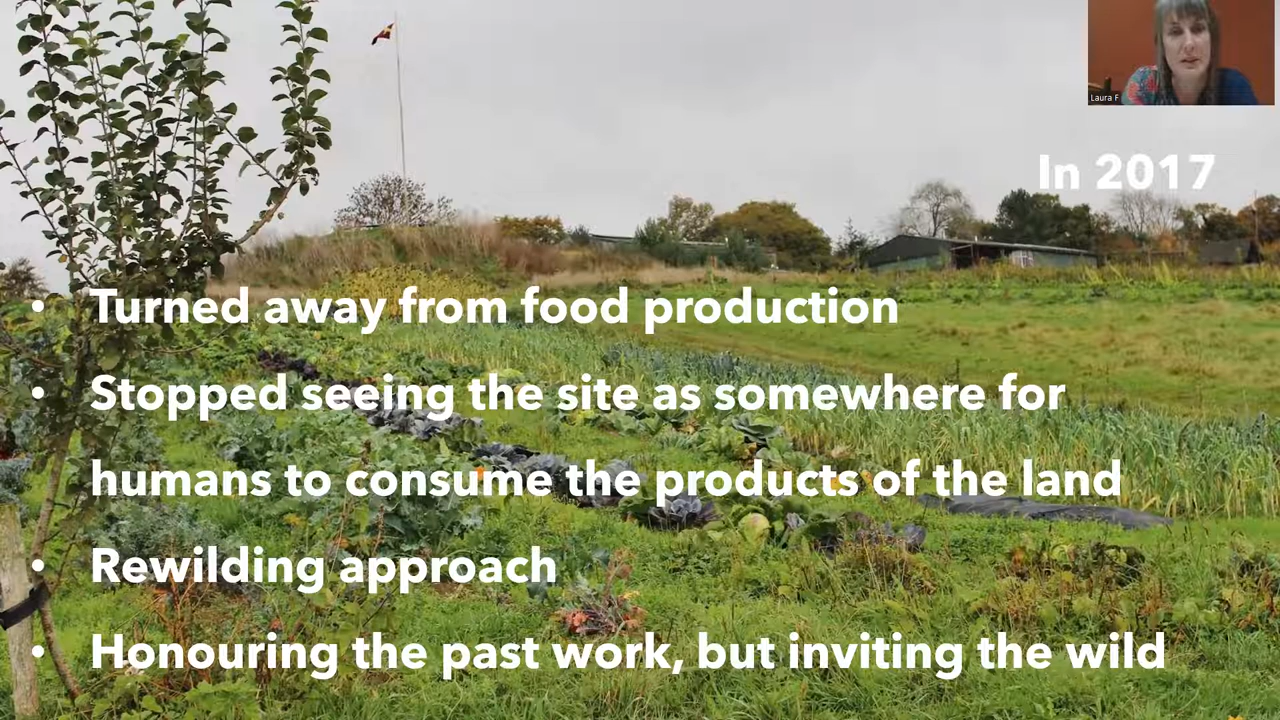 Laura F
In 2017
• Turned away from food production
• Stopped seeing the site as somewhere for
humans to consume the products of the land
• Rewilding approach
• Honouring the past work, but inviting the wild